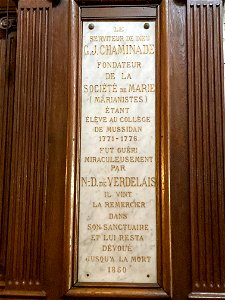 LE
SERVITEUR DE DIEU
G.J. CHAMINADE
FONDATEUR
DE LA
SOCIÉTÉ DE MARIE
(MARIANISTES)
ÉTANT
ÉLÈVE AU COLLÈGE
DE MUSSIDAN
1771-1776
FUT GUÉRI
MIRACULEUSEMENT
PAR
N-D. DE VERDELAIS
IL VINT
LA REMERCIER
DANS
SON SANCTUAIRE
ET LUI RESTA
DÉVOUÉ
JUSQU'A LA MORT
1850